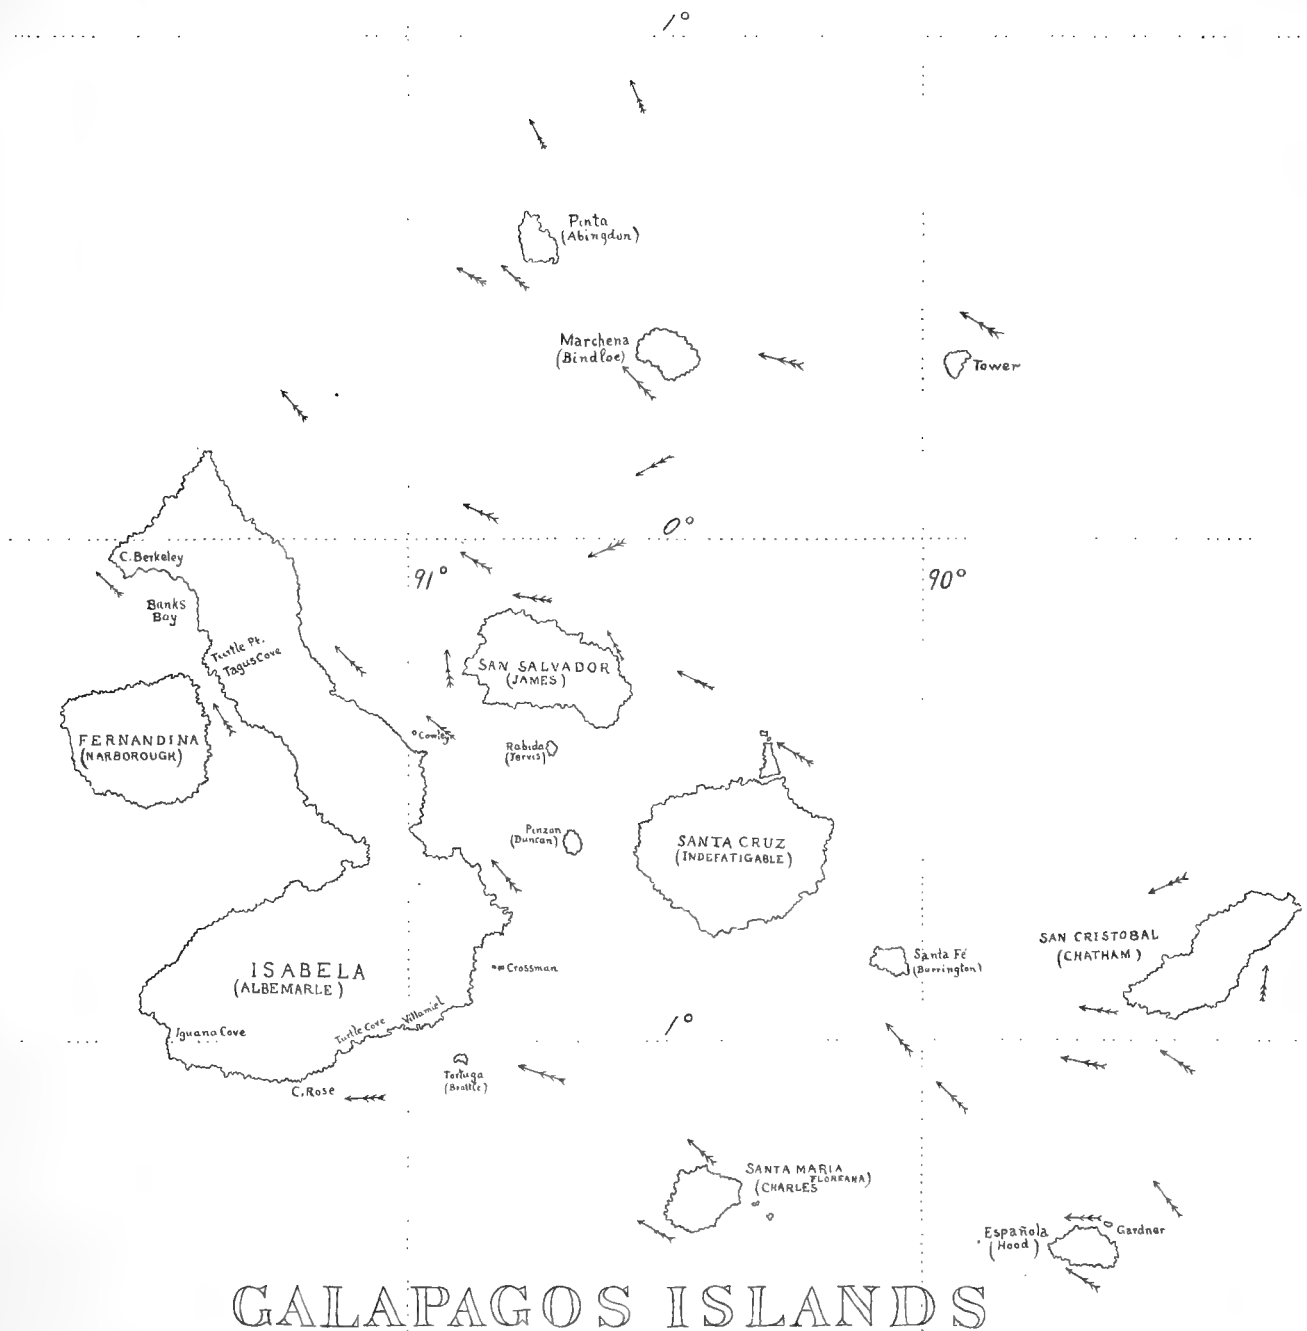 1°
Pinta
(Abingdon)
Marchena
(Bindloe)
Tower
0°
C. Berkeley
91°
90°
Banks
Bay
Turtle Pt.
Tagus Cove
SAN SALVADOR
(JAMES)
FERNANDINA
(NARBOROUGH)
Cowley
Rabida
(Jervis)
Pinzon
(Duncan)
SANTA CRUZ
(INDEFATIGABLE)
SAN CRISTOBAL
(CHATHAM)
Santa Fé
(Barrington)
ISABELA
(ALBEMARLE)
Crossman
Iguana Cove
Turtle Cove
Villamiel
1°
Tortuga
(Brattle)
C. Rose
SANTA MARIA
FLOREANA)
(CHARLES
Española
(Hood)
Gardner
GALAPAGOS ISLANDS